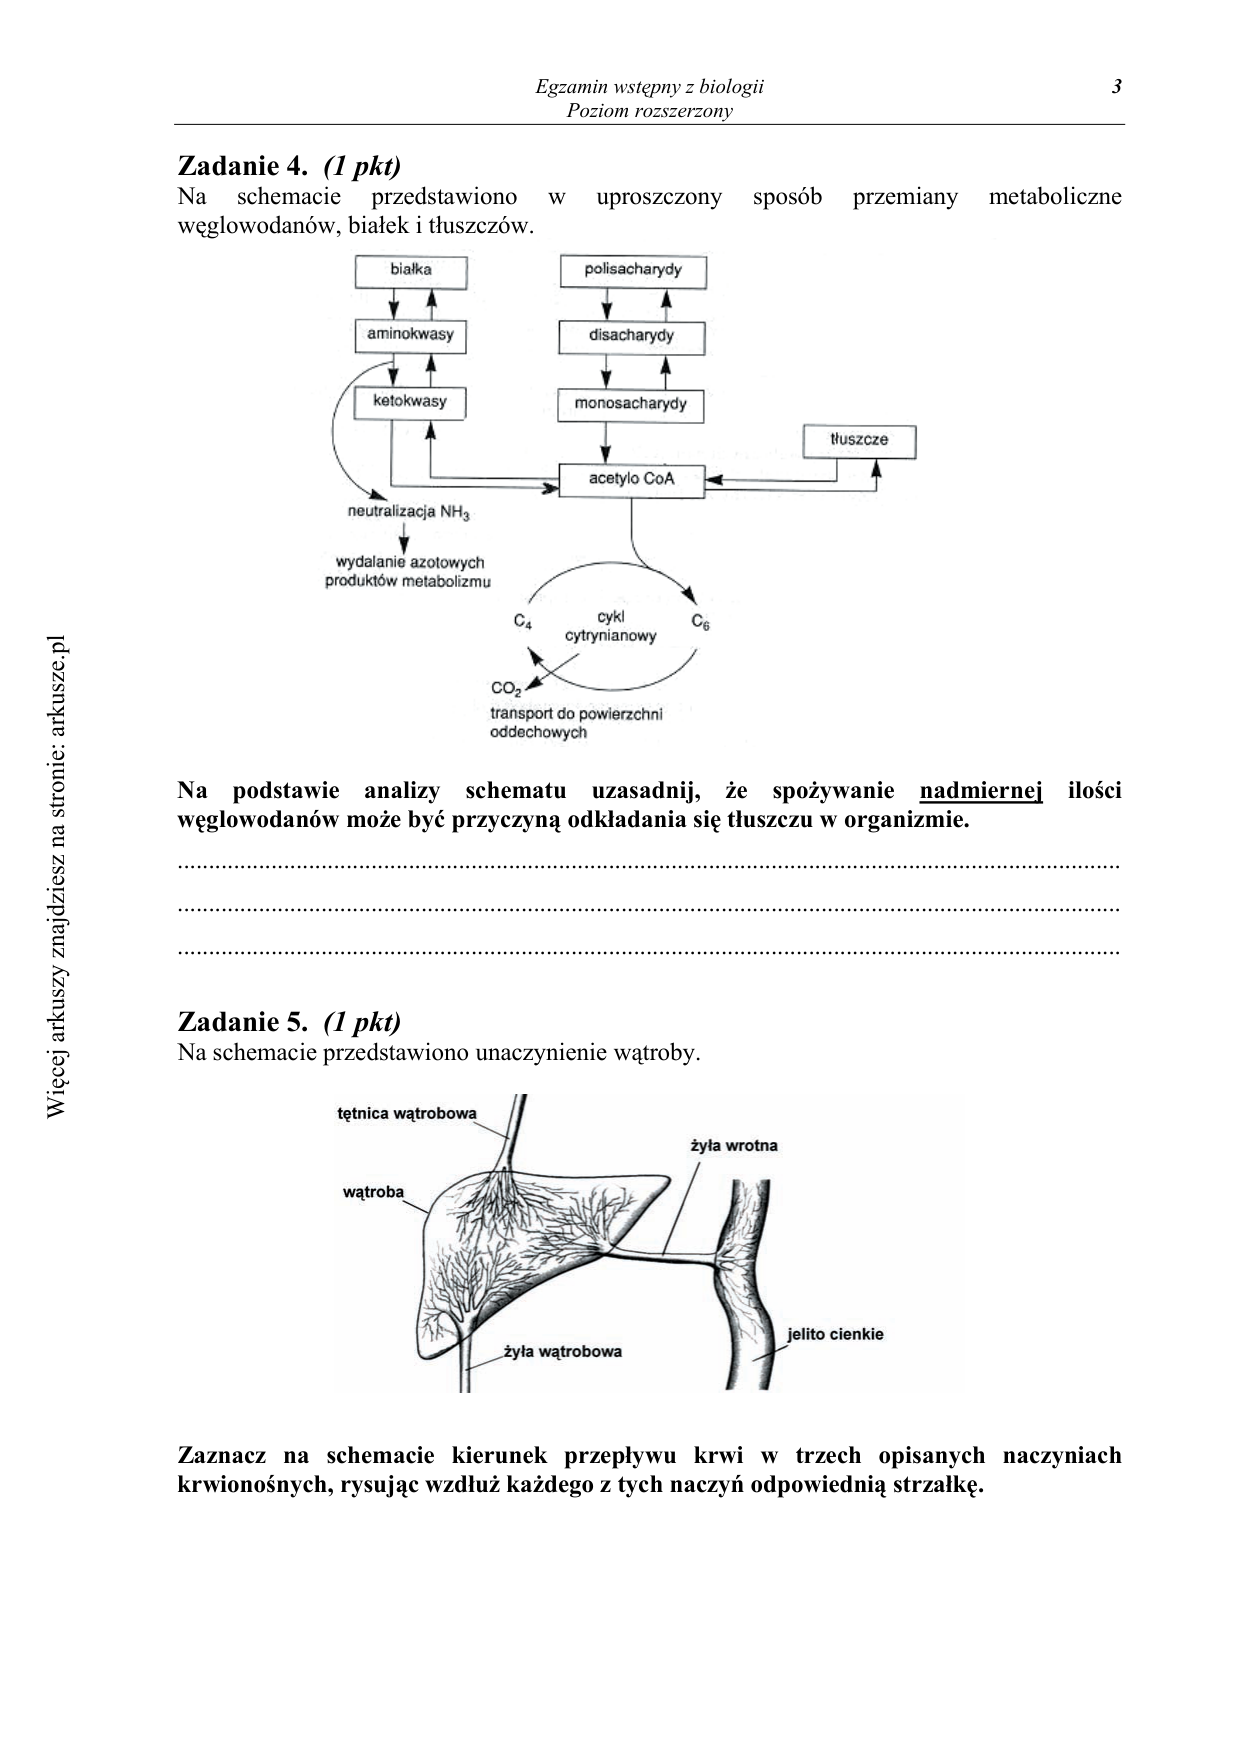 Egzamin wstępny z biologii
Poziom rozszerzony
3
Zadanie 4. (1 pkt)
Na schemacie przedstawiono w uproszczony sposób przemiany metaboliczne
węglowodanów, białek i tłuszczów.
białka
polisacharydy
aminokwasy
disacharydy
ketokwasy
monosacharydy
tłuszcze
acetylo CoA
neutralizacja NH₃
wydalanie azotowych
produktów metabolizmu
C₄
cykl
cytrynianowy
C₆
CO₂
transport do powierzchni
oddechowych
Na podstawie analizy schematu uzasadnij, że spożywanie nadmiernej ilości
węglowodanów może być przyczyną odkładania się tłuszczu w organizmie.
Zadanie 5. (1 pkt)
Na schemacie przedstawiono unaczynienie wątroby.
tętnica wątrobowa
żyła wrotna
wątroba
jelito cienkie
żyła wątrobowa
Zaznacz na schemacie kierunek przepływu krwi w trzech opisanych naczyniach
krwionośnych, rysując wzdłuż każdego z tych naczyń odpowiednią strzałkę.
Więcej arkuszy znajdziesz na stronie: arkusze.pl